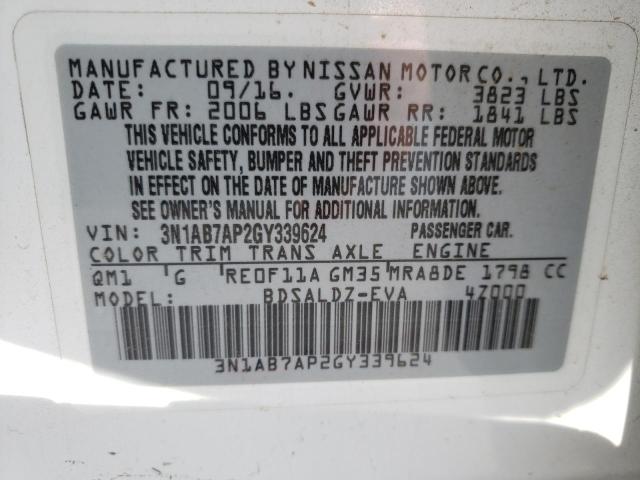 MANUFACTURED BY NISSAN MOTOR CO., LTD.
DATE: 09/16. GVWR: 3823 LBS
GAWR FR: 2006 LBS GAWR RR: 1841 LBS
THIS VEHICLE CONFORMS TO ALL APPLICABLE FEDERAL MOTOR
VEHICLE SAFETY, BUMPER AND THEFT PREVENTION STANDARDS
IN EFFECT ON THE DATE OF MANUFACTURE SHOWN ABOVE.
SEE OWNER'S MANUAL FOR ADDITIONAL INFORMATION.
VIN: 3N1AB7AP2GY339624 PASSENGER CAR.
COLOR TRIM TRANS AXLE ENGINE
QM1 G RE0F11A GM35 MRA8DE 1798 CC
MODEL: BDSALDZ-EVA 4Z000
3N1AB7AP2GY339624